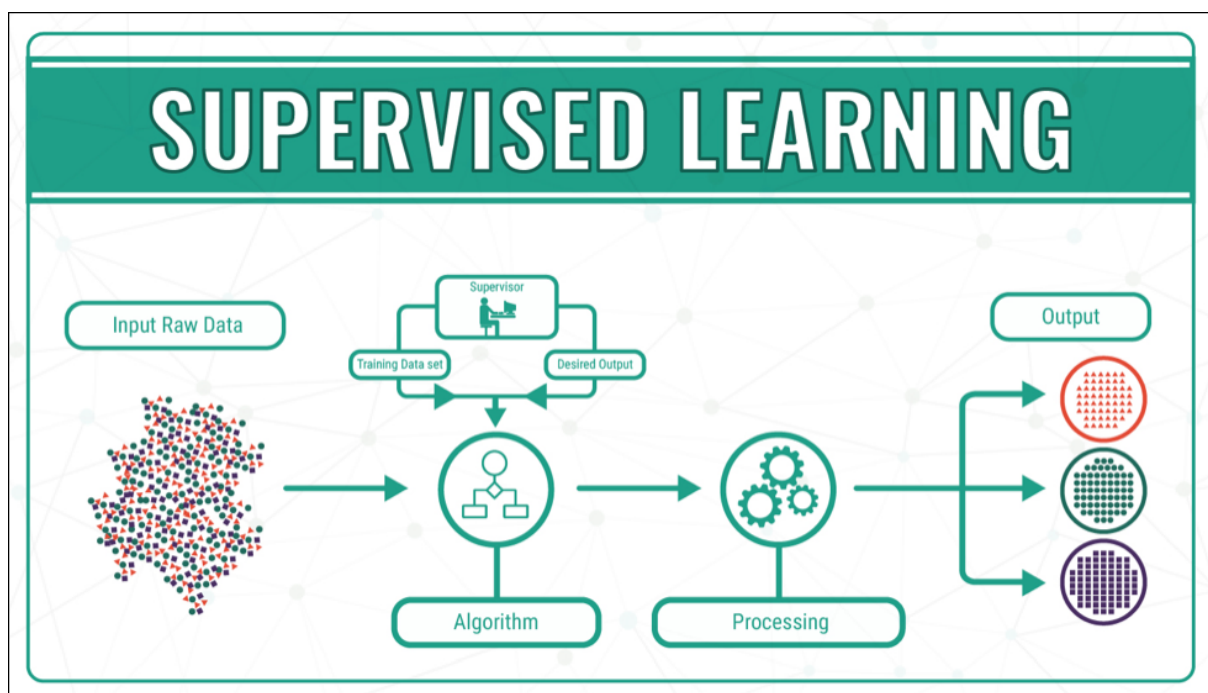 SUPERVISED LEARNING
Input Raw Data
Supervisor
Training Data set
Desired Output
Algorithm
Processing
Output